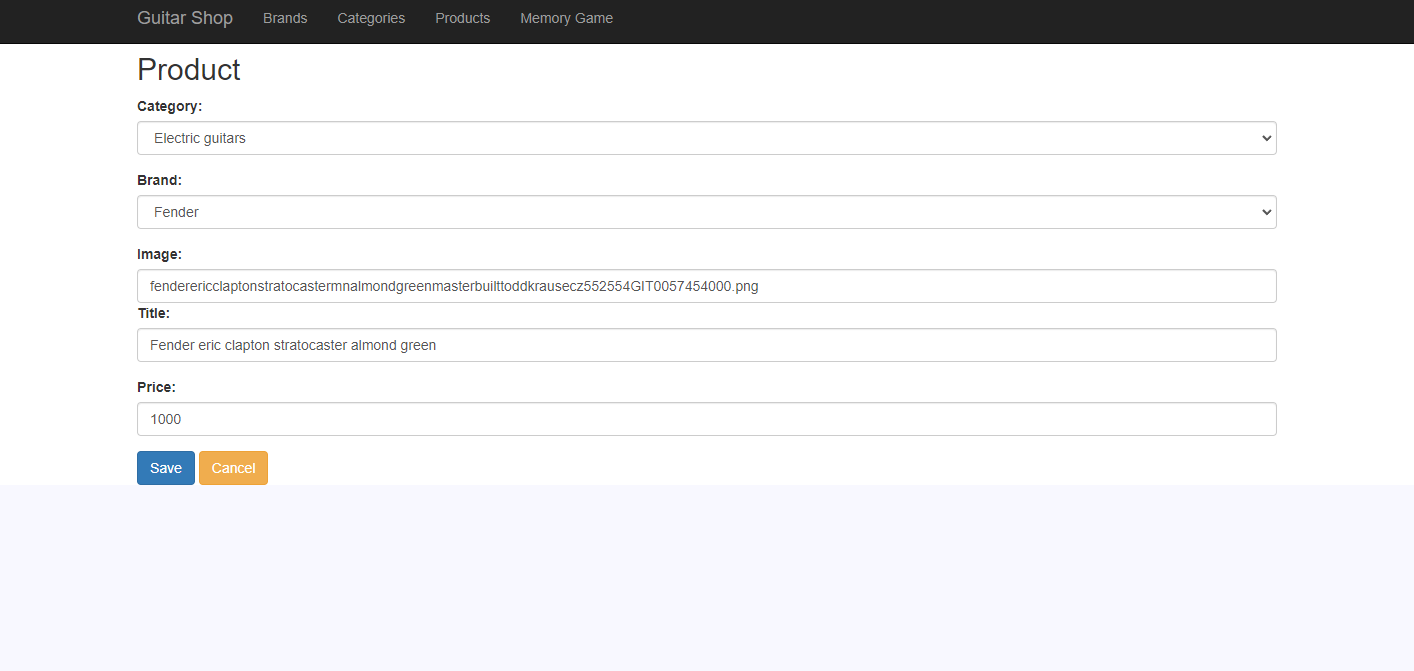 Guitar Shop Brands Categories Products Memory Game
Product
Category:
Electric guitars
Brand:
Fender
Image:
fenderericclaptonstratocastermnalmondgreenmasterbuilttoddkrausecz552554GIT0057454000.png
Title:
Fender eric clapton stratocaster almond green
Price:
1000
Save Cancel